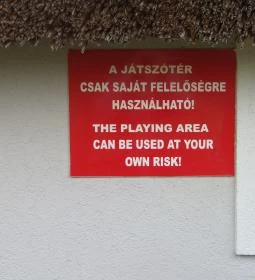 A JÁTSZÓTÉR
CSAK SAJÁT FELELŐSÉGRE
HASZNÁLHATÓ!
THE PLAYING AREA
CAN BE USED AT YOUR
OWN RISK!